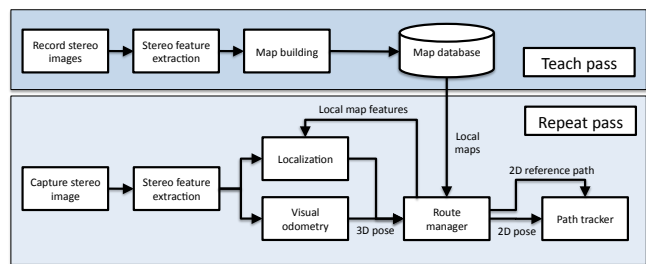 Record stereo
images
Stereo feature
extraction
Map building
Map database
Teach pass
Repeat pass
Local map features
Local
maps
Localization
2D reference path
Capture stereo
image
Stereo feature
extraction
Visual
odometry
3D pose
Route
manager
2D pose
Path tracker